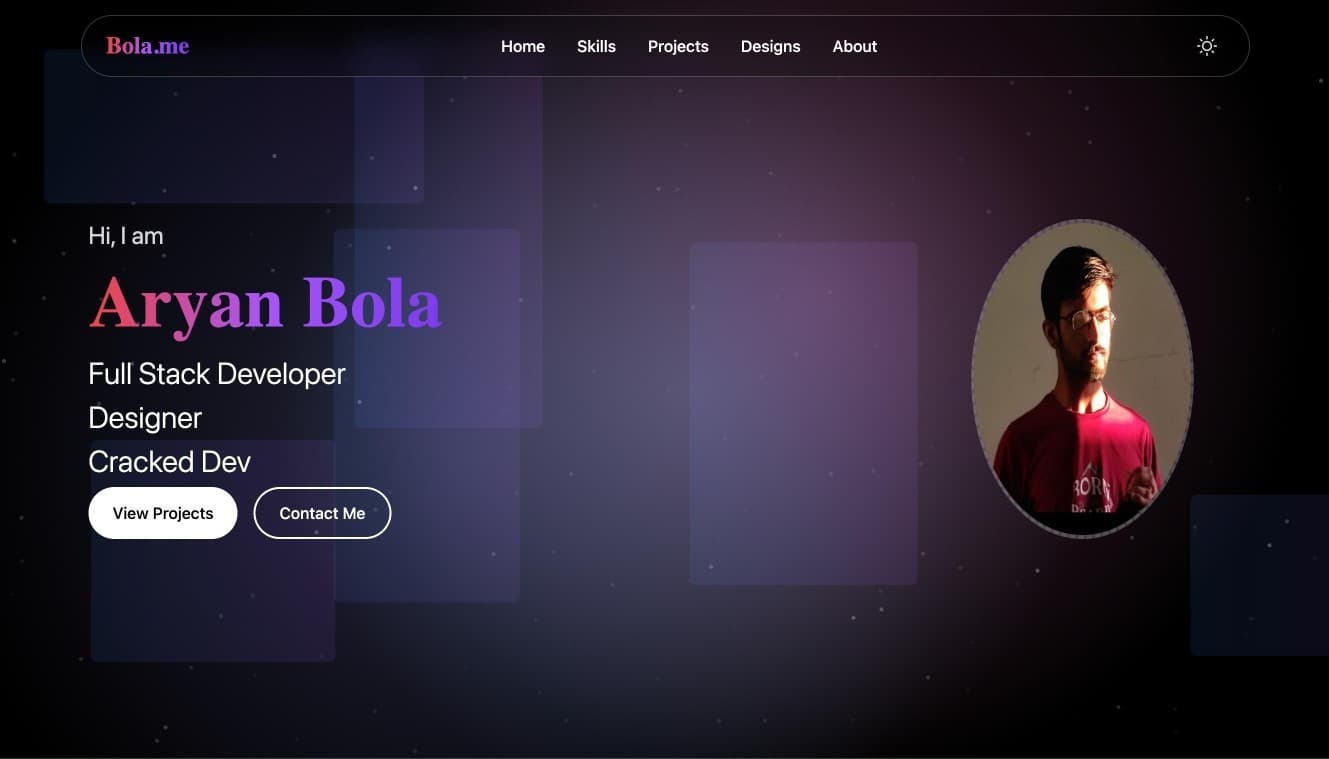 Bola.me
Home Skills Projects Designs About
Hi, I am
Aryan Bola
Full Stack Developer
Designer
Cracked Dev
View Projects Contact Me